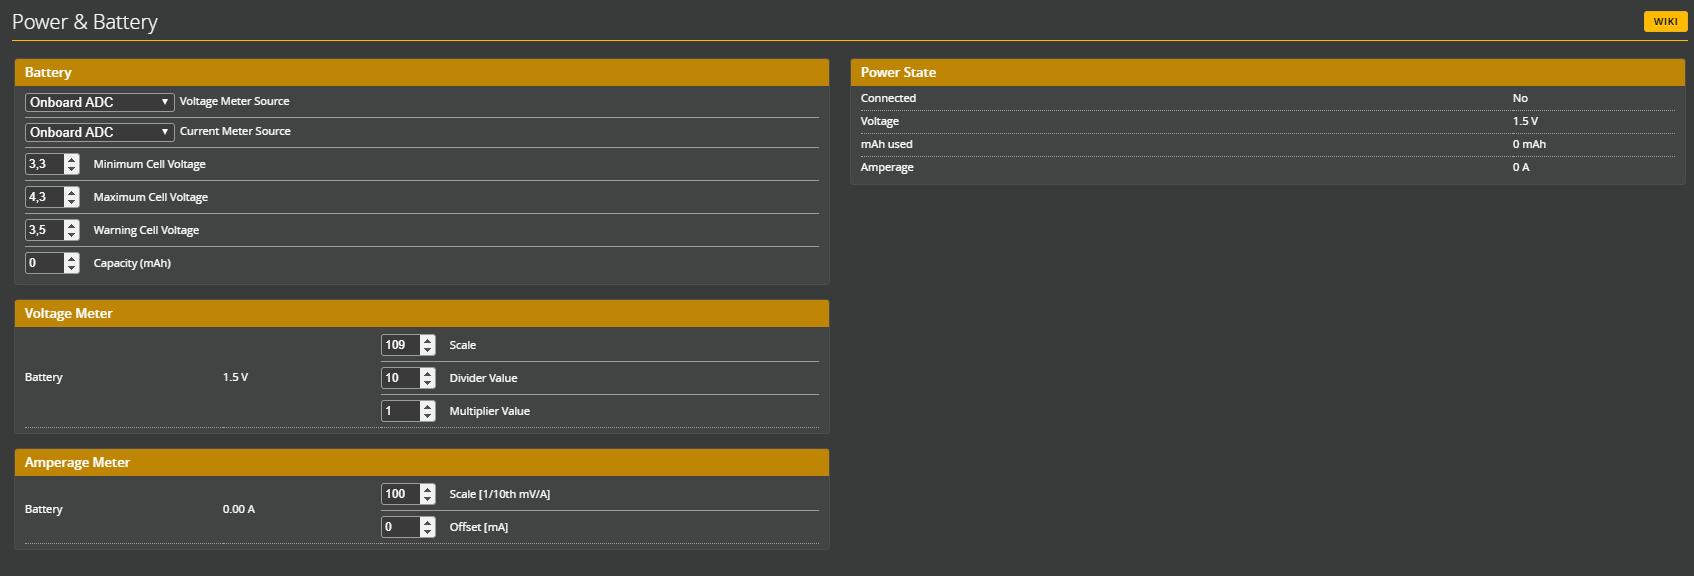 Power & Battery
WIKI
Battery
Onboard ADC Voltage Meter Source
Onboard ADC Current Meter Source
3,3 Minimum Cell Voltage
4,3 Maximum Cell Voltage
3,5 Warning Cell Voltage
0 Capacity (mAh)
Voltage Meter
Battery 1.5 V
109 Scale
10 Divider Value
1 Multiplier Value
Amperage Meter
Battery 0.00 A
100 Scale [1/10th mV/A]
0 Offset [mA]
Power State
Connected No
Voltage 1.5 V
mAh used 0 mAh
Amperage 0 A